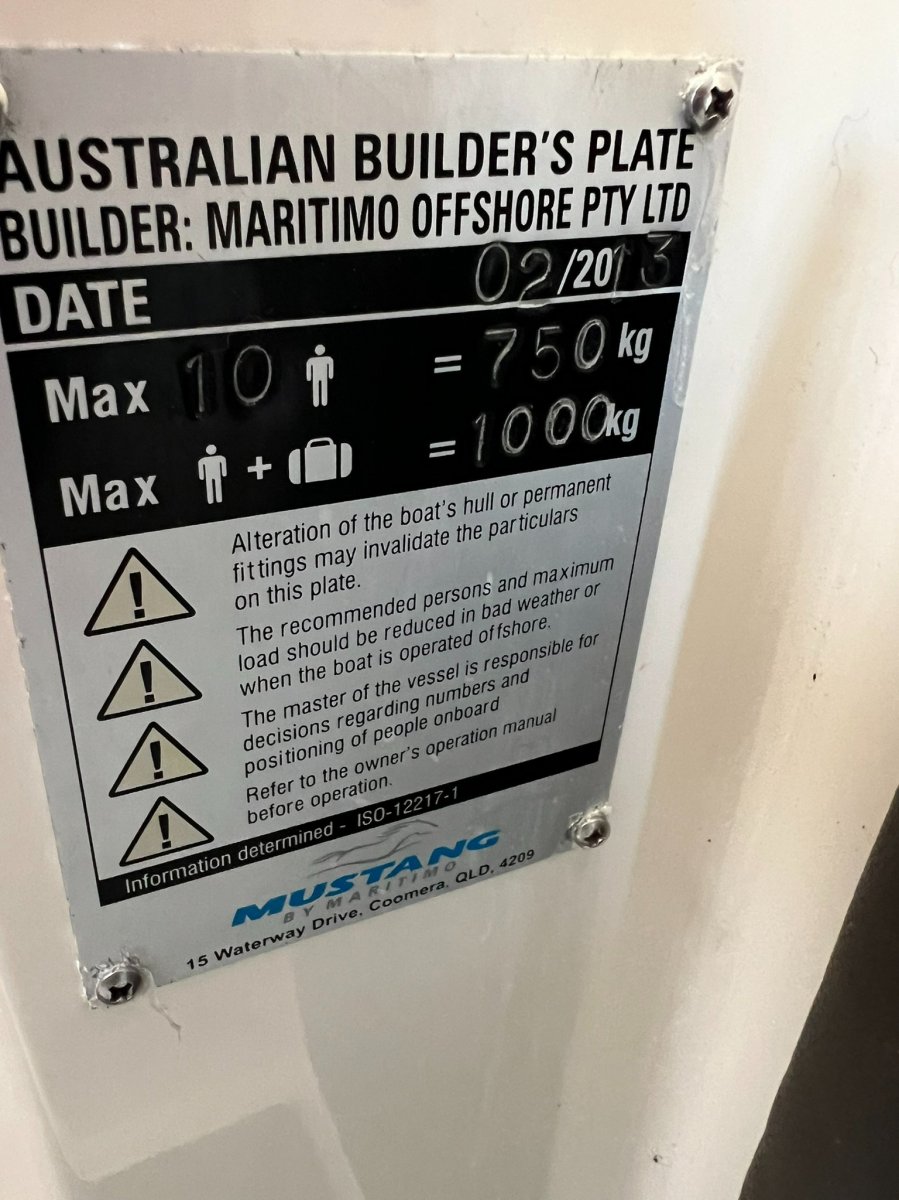 AUSTRALIAN BUILDER'S PLATE
BUILDER: MARITIMO OFFSHORE PTY LTD
DATE 02/2013
Max 10 = 750 kg
Max + = 1000kg
Alteration of the boat's hull or permanent
fittings may invalidate the particulars
on this plate.
The recommended persons and maximum
load should be reduced in bad weather or
when the boat is operated offshore.
The master of the vessel is responsible for
decisions regarding numbers and
positioning of people onboard
Refer to the owner's operation manual
before operation.
Information determined - ISO-12217-1
MUSTANG
BY MARITIMO
15 Waterway Drive, Coomera, QLD, 4209